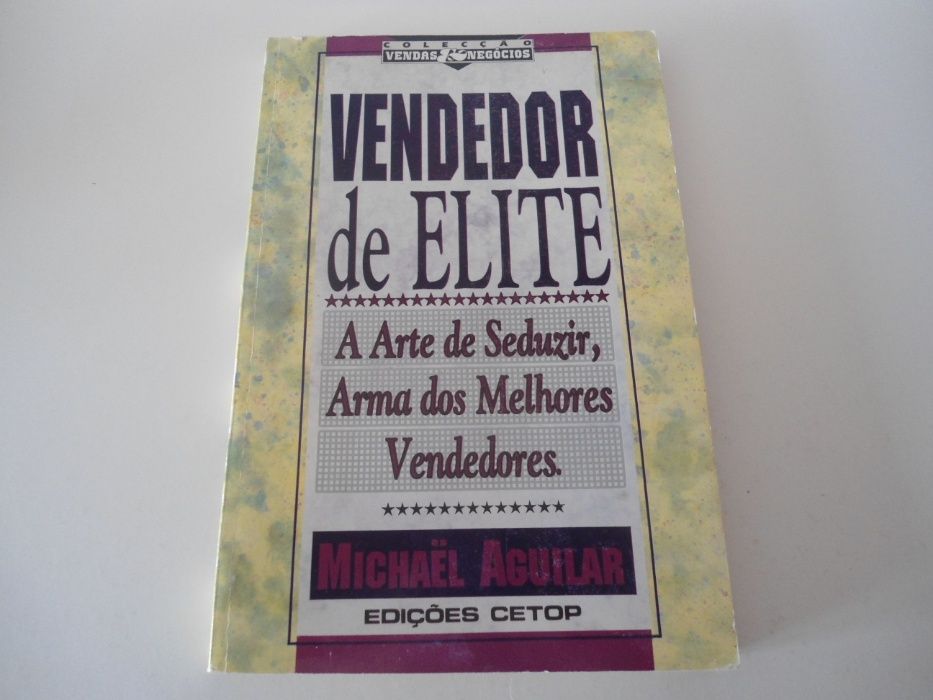 COLECÇÃO
VENDAS & NEGÓCIOS
VENDEDOR
de ELITE
A Arte de Seduzir,
Arma dos Melhores
Vendedores.
MICHAËL AGUILAR
EDIÇÕES CETOP